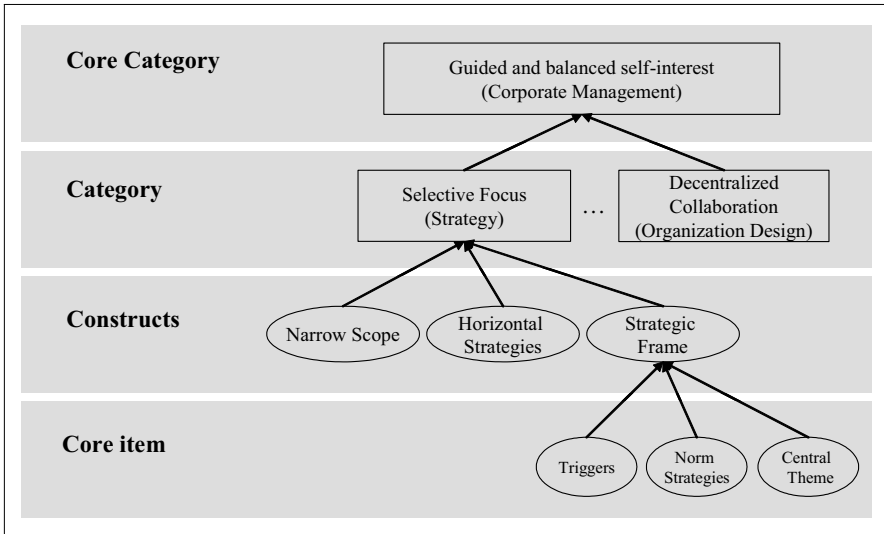 Core Category
Guided and balanced self-interest
(Corporate Management)
Category
Selective Focus
(Strategy)
…
Decentralized
Collaboration
(Organization Design)
Constructs
Narrow Scope
Horizontal
Strategies
Strategic
Frame
Core item
Triggers
Norm
Strategies
Central
Theme